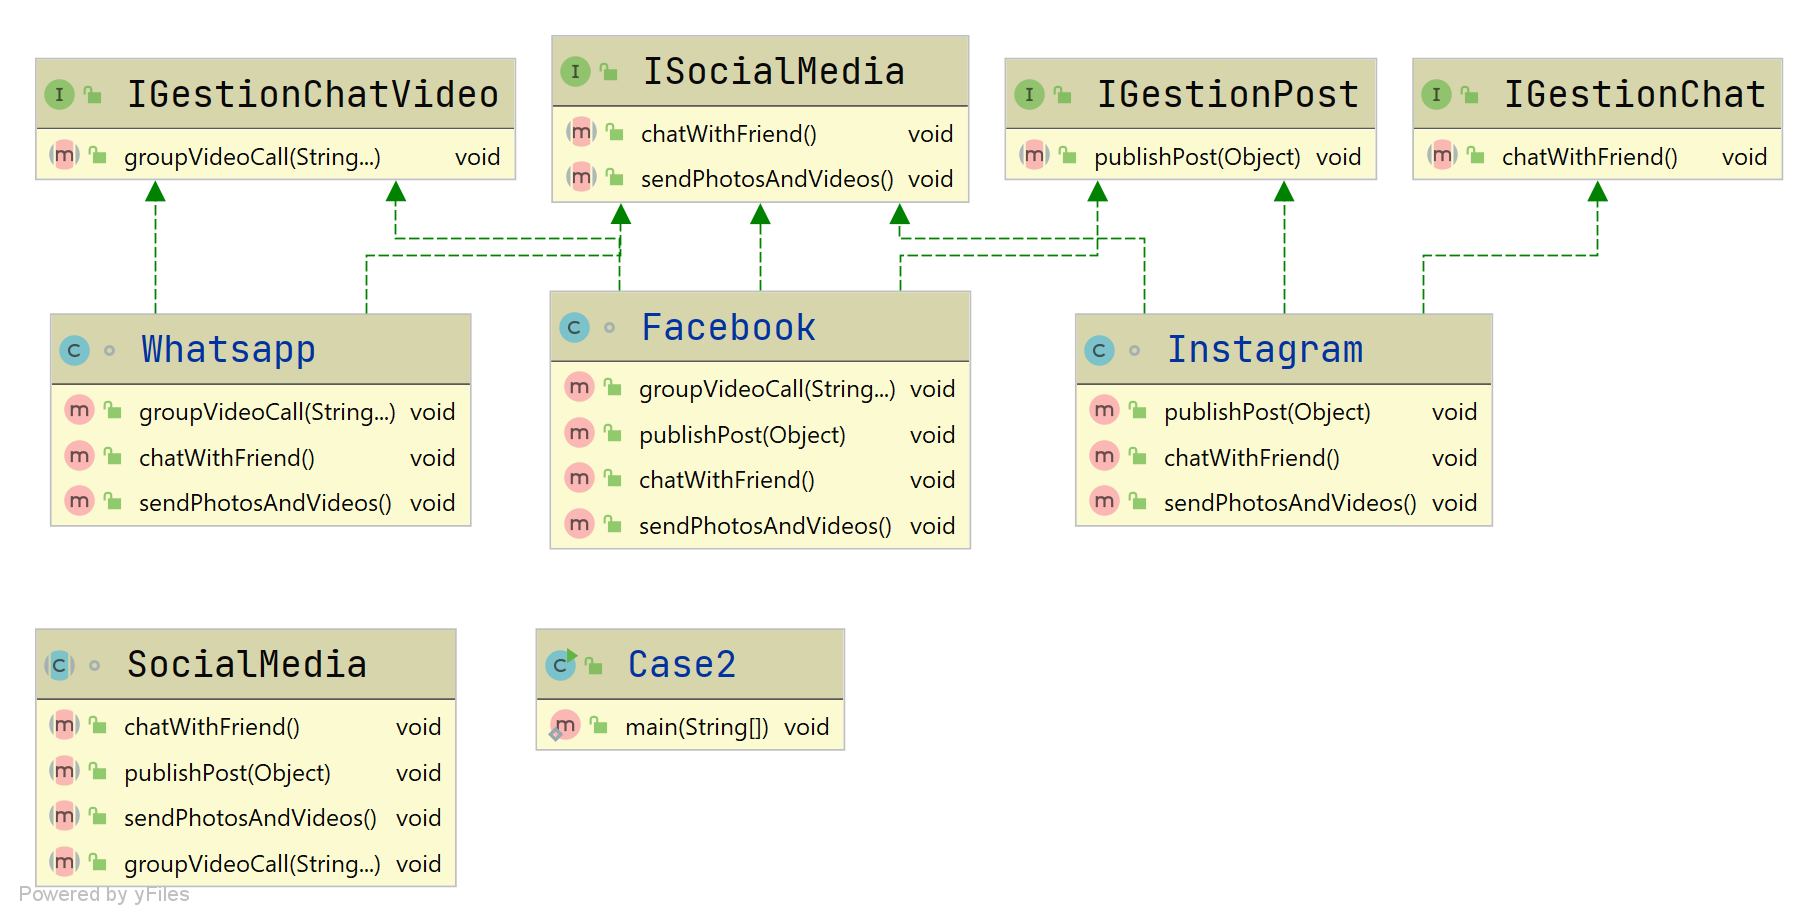 I IGestionChatVideo
m groupVideoCall(String...) void
I ISocialMedia
m chatWithFriend() void
m sendPhotosAndVideos() void
I IGestionPost
m publishPost(Object) void
I IGestionChat
m chatWithFriend() void
C Whatsapp
m groupVideoCall(String...) void
m chatWithFriend() void
m sendPhotosAndVideos() void
C Facebook
m groupVideoCall(String...) void
m publishPost(Object) void
m chatWithFriend() void
m sendPhotosAndVideos() void
C Instagram
m publishPost(Object) void
m chatWithFriend() void
m sendPhotosAndVideos() void
C SocialMedia
m chatWithFriend() void
m publishPost(Object) void
m sendPhotosAndVideos() void
m groupVideoCall(String...) void
C Case2
m main(String[]) void
Powered by yFiles